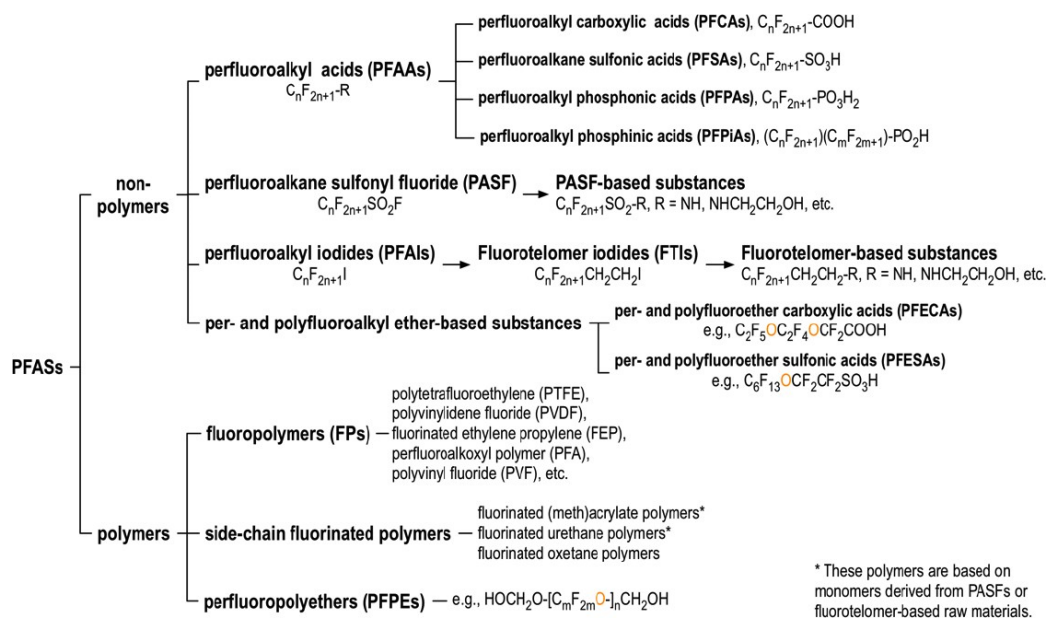 perfluoroalkyl carboxylic acids (PFCAs), CₙF₂ₙ₊₁-COOH
perfluoroalkyl acids (PFAAs)
CₙF₂ₙ₊₁-R
perfluoroalkane sulfonic acids (PFSAs), CₙF₂ₙ₊₁-SO₃H
perfluoroalkyl phosphonic acids (PFPAs), CₙF₂ₙ₊₁-PO₃H₂
perfluoroalkyl phosphinic acids (PFPiAs), (CₙF₂ₙ₊₁)(CₘF₂ₘ₊₁)-PO₂H
non-
polymers
perfluoroalkane sulfonyl fluoride (PASF)
CₙF₂ₙ₊₁SO₂F
PASF-based substances
CₙF₂ₙ₊₁SO₂-R, R = NH, NHCH₂CH₂OH, etc.
perfluoroalkyl iodides (PFAIs)
CₙF₂ₙ₊₁I
Fluorotelomer iodides (FTIs)
CₙF₂ₙ₊₁CH₂CH₂I
Fluorotelomer-based substances
CₙF₂ₙ₊₁CH₂CH₂-R, R = NH, NHCH₂CH₂OH, etc.
per- and polyfluoroalkyl ether-based substances
per- and polyfluoroether carboxylic acids (PFECAs)
e.g., C₂F₅OC₂F₄OCF₂COOH
per- and polyfluoroether sulfonic acids (PFESAs)
e.g., C₆F₁₃OCF₂CF₂SO₃H
PFASs
polymers
fluoropolymers (FPs)
polytetrafluoroethylene (PTFE),
polyvinylidene fluoride (PVDF),
fluorinated ethylene propylene (FEP),
perfluoroalkoxyl polymer (PFA),
polyvinyl fluoride (PVF), etc.
side-chain fluorinated polymers
fluorinated (meth)acrylate polymers*
fluorinated urethane polymers*
fluorinated oxetane polymers
perfluoropolyethers (PFPEs)
e.g., HOCH₂O-[CₘF₂ₘO-]ₙCH₂OH
* These polymers are based on
monomers derived from PASFs or
fluorotelomer-based raw materials.